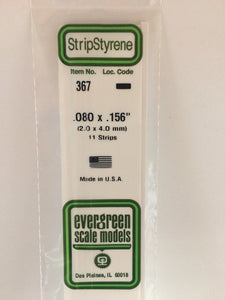 StripStyrene
Item No. Loc. Code
367
.080 x .156"
(2.0 x 4.0 mm)
11 Strips
Made in U.S.A.
evergreen
scale models
Des Plaines, IL 60018